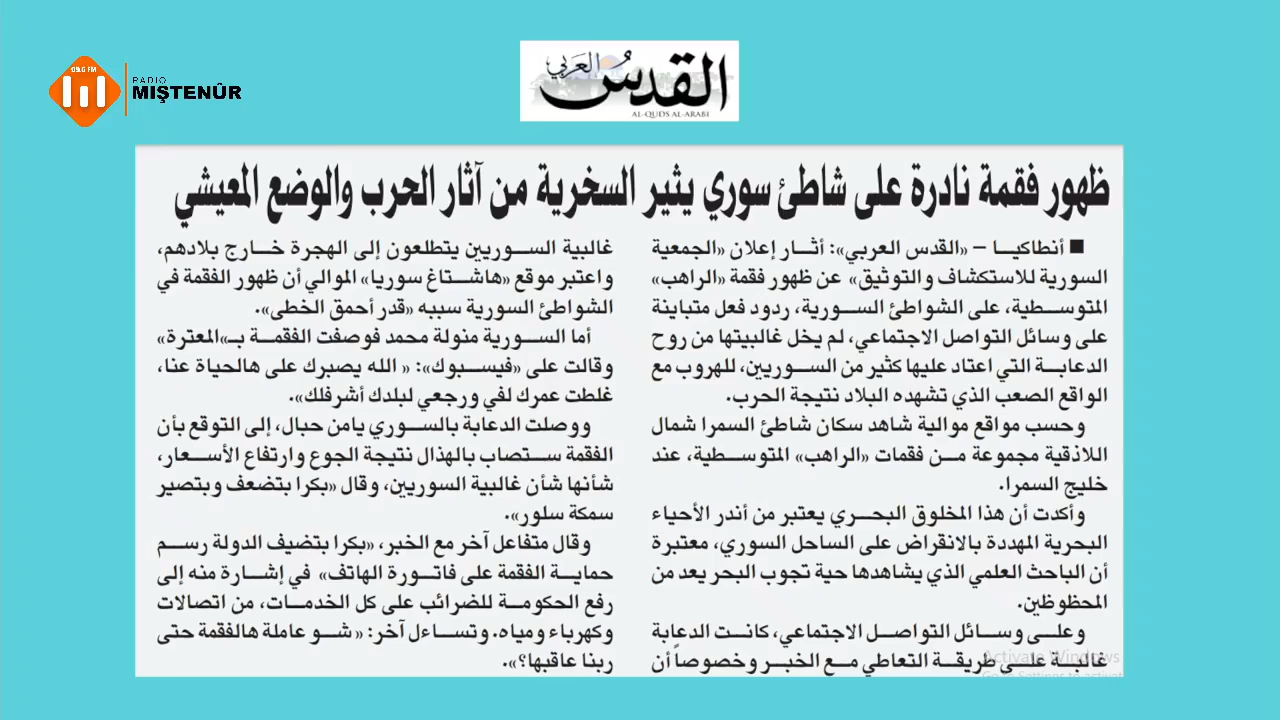 99.6 FM
RADIO
MIŞTENÛR
القدس العربي
AL-QUDS AL-ARABI
ظهور فقمة نادرة على شاطئ سوري يثير السخرية من آثار الحرب والوضع المعيشي
■ أنطاكيا – «القدس العربي»: أثار إعلان «الجمعية
السورية للاستكشاف والتوثيق» عن ظهور فقمة «الراهب»
المتوسطية، على الشواطئ السورية، ردود فعل متباينة
على وسائل التواصل الاجتماعي، لم يخل غالبيتها من روح
الدعابة التي اعتاد عليها كثير من السوريين، للهروب مع
الواقع الصعب الذي تشهده البلاد نتيجة الحرب.
وحسب مواقع موالية شاهد سكان شاطئ السمرا شمال
اللاذقية مجموعة من فقمات «الراهب» المتوسطية، عند
خليج السمرا.
وأكدت أن هذا المخلوق البحري يعتبر من أندر الأحياء
البحرية المهددة بالانقراض على الساحل السوري، معتبرة
أن الباحث العلمي الذي يشاهدها حية تجوب البحر يعد من
المحظوظين.
وعلى وسائل التواصل الاجتماعي، كانت الدعابة
غالبة على طريقة التعاطي مع الخبر وخصوصاً أن
غالبية السوريين يتطلعون إلى الهجرة خارج بلادهم،
واعتبر موقع «هاشتاغ سوريا» الموالي أن ظهور الفقمة في
الشواطئ السورية سببه «قدر أحمق الخطى».
أما السورية منولة محمد فوصفت الفقمة بـ»المعترة»
وقالت على «فيسبوك»: « الله يصبرك على هالحياة عنا،
غلطت عمرك لفي ورجعي لبلدك أشرفلك».
ووصلت الدعابة بالسوري يامن حبال، إلى التوقع بأن
الفقمة ستصاب بالهذال نتيجة الجوع وارتفاع الأسعار،
شأنها شأن غالبية السوريين، وقال «بكرا بتضعف وبتصير
سمكة سلور».
وقال متفاعل آخر مع الخبر، «بكرا بتضيف الدولة رسم
حماية الفقمة على فاتورة الهاتف» في إشارة منه إلى
رفع الحكومة للضرائب على كل الخدمات، من اتصالات
وكهرباء ومياه. وتساءل آخر: « شو عاملة هالفقمة حتى
ربنا عاقبها؟».
Activate Windows
Go to Settings to activat